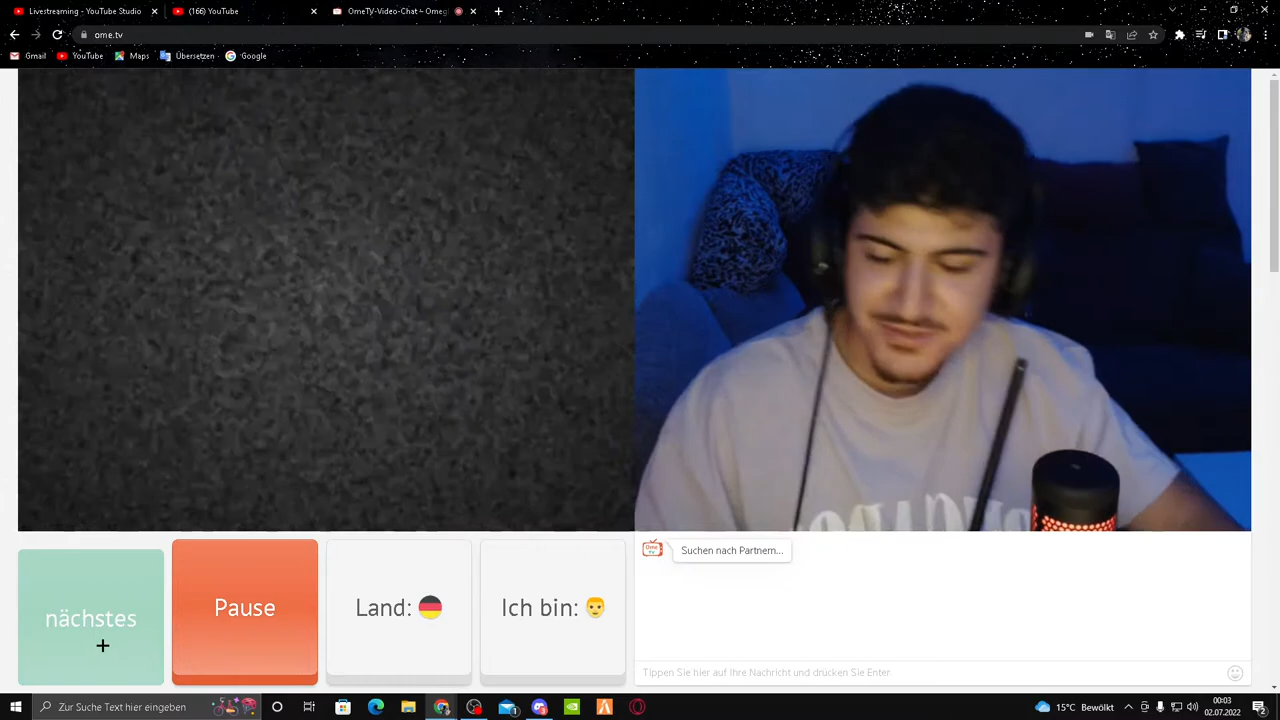 Livestreaming - YouTube Studio
(166) YouTube
OmeTV-Video-Chat – Omeg
ome.tv
Gmail
YouTube
Maps
Übersetzen
Google
Ome
TV
Suchen nach Partnern...
nächstes
Pause
Land:
Ich bin:
Tippen Sie hier auf Ihre Nachricht und drücken Sie Enter
Zur Suche Text hier eingeben
15°C Bewölkt
00:03
02.07.2022